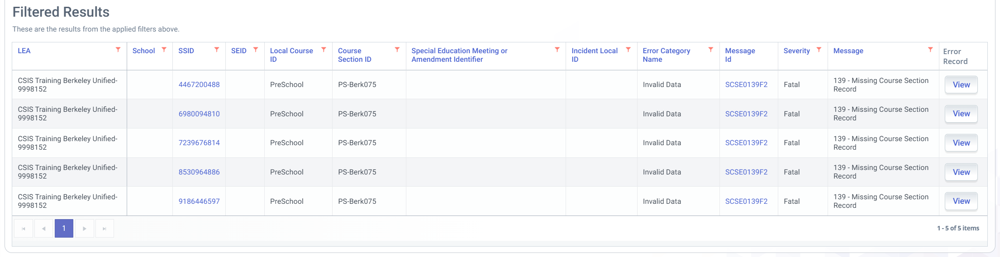 Filtered Results
These are the results from the applied filters above.
LEA School SSID SEID Local Course ID Course Section ID Special Education Meeting or Amendment Identifier Incident Local ID Error Category Name Message Id Severity Message Error Record
CSIS Training Berkeley Unified-9998152 4467200488 PreSchool PS-Berk075 Invalid Data SCSE0139F2 Fatal 139 - Missing Course Section Record View
CSIS Training Berkeley Unified-9998152 6980094810 PreSchool PS-Berk075 Invalid Data SCSE0139F2 Fatal 139 - Missing Course Section Record View
CSIS Training Berkeley Unified-9998152 7239676814 PreSchool PS-Berk075 Invalid Data SCSE0139F2 Fatal 139 - Missing Course Section Record View
CSIS Training Berkeley Unified-9998152 8530964886 PreSchool PS-Berk075 Invalid Data SCSE0139F2 Fatal 139 - Missing Course Section Record View
CSIS Training Berkeley Unified-9998152 9186446597 PreSchool PS-Berk075 Invalid Data SCSE0139F2 Fatal 139 - Missing Course Section Record View
1
1 - 5 of 5 items